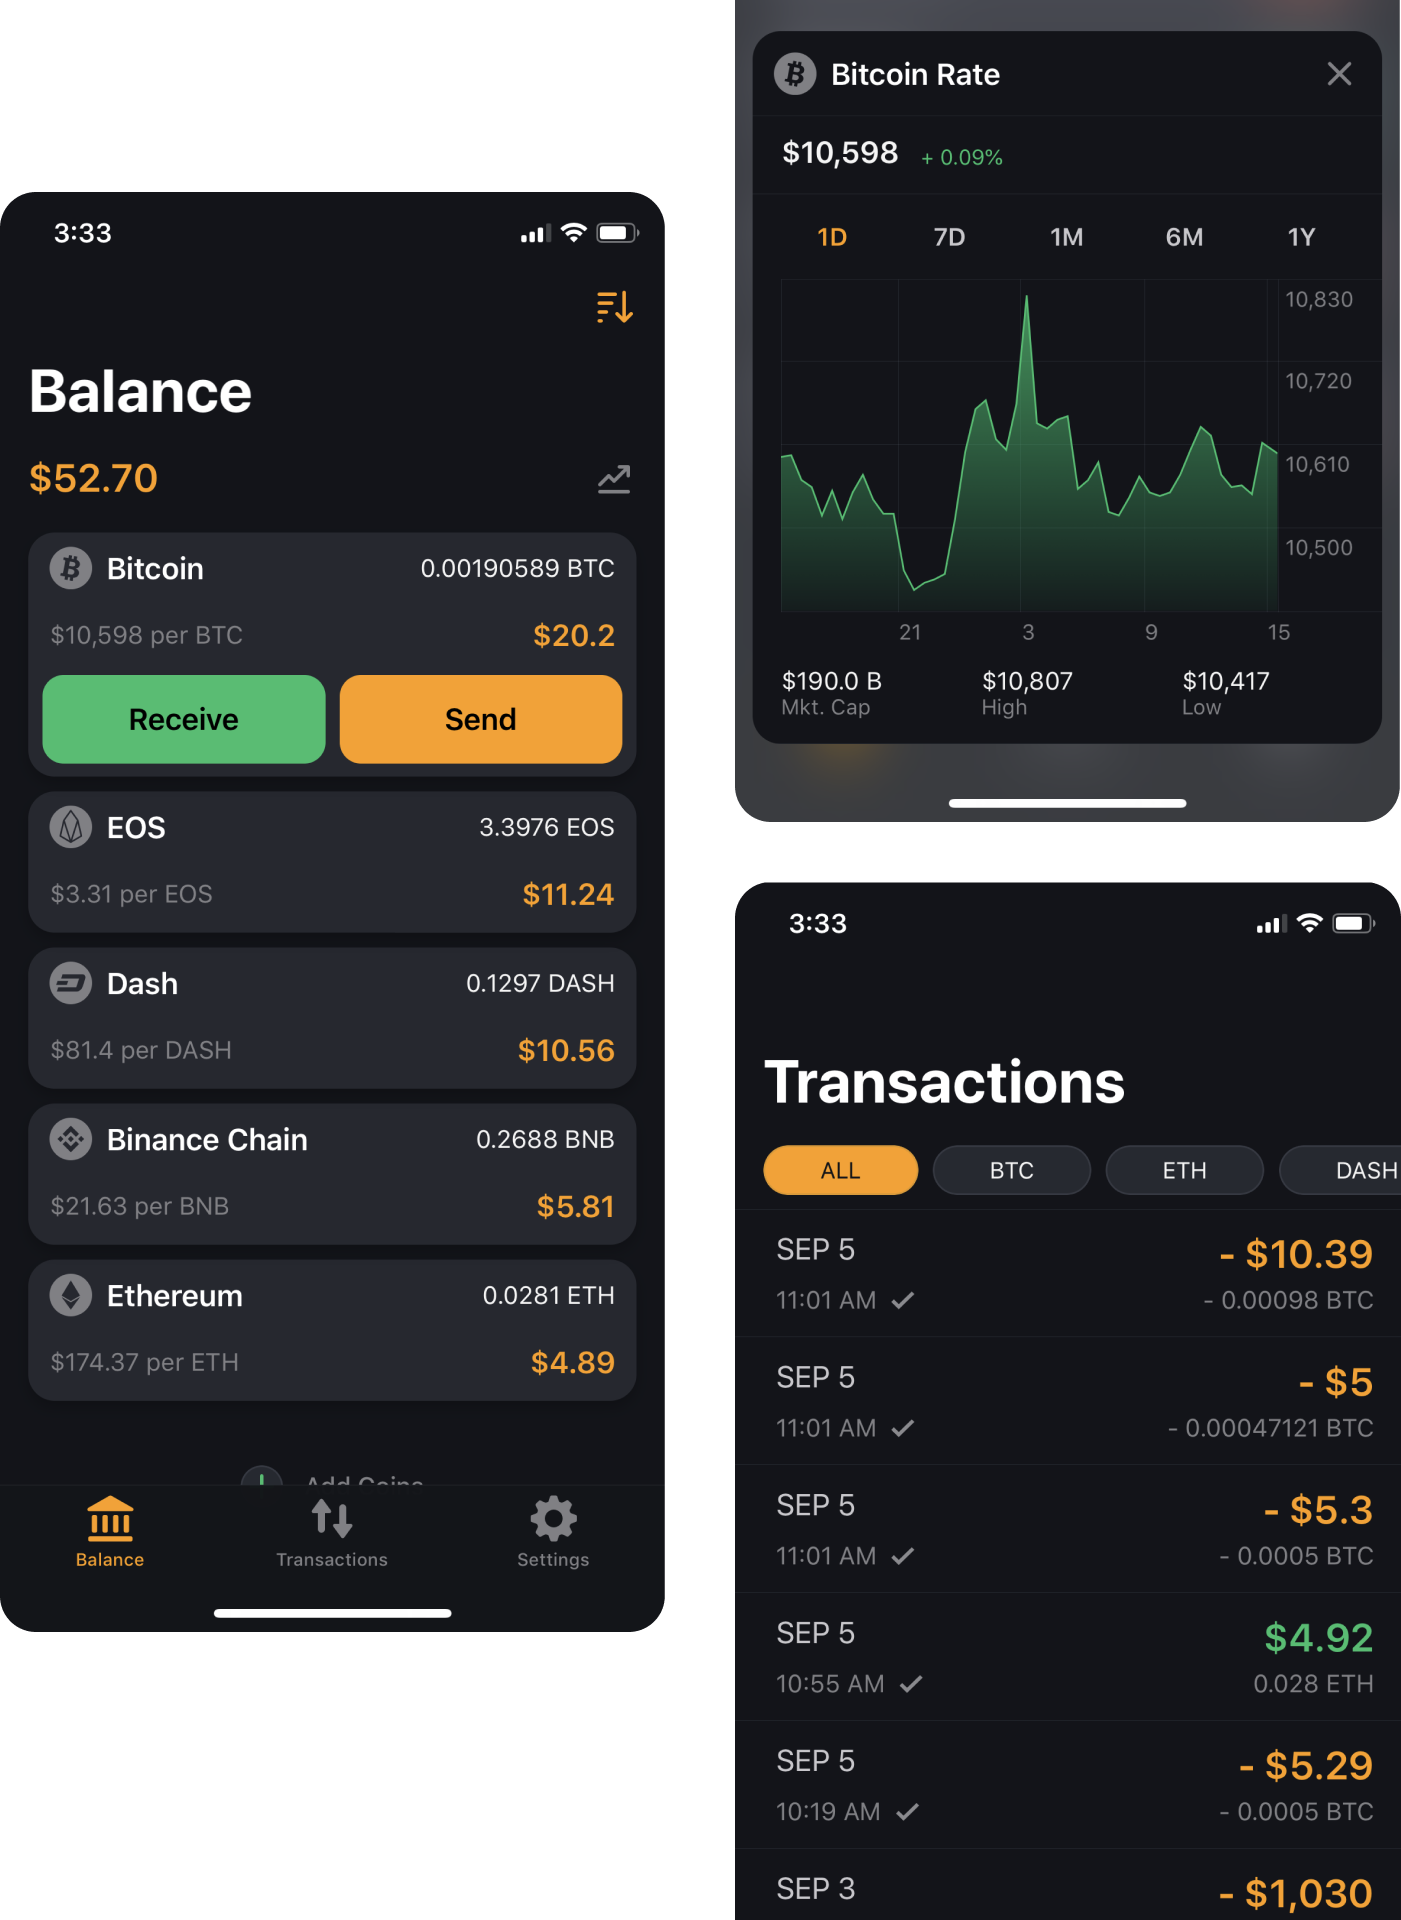 3:33
Balance
$52.70
Bitcoin 0.00190589 BTC
$10,598 per BTC $20.2
Receive Send
EOS 3.3976 EOS
$3.31 per EOS $11.24
Dash 0.1297 DASH
$81.4 per DASH $10.56
Binance Chain 0.2688 BNB
$21.63 per BNB $5.81
Ethereum 0.0281 ETH
$174.37 per ETH $4.89
Add Coins
Balance Transactions Settings
Bitcoin Rate
$10,598 + 0.09%
1D 7D 1M 6M 1Y
10,830
10,720
10,610
10,500
21 3 9 15
$190.0 B $10,807 $10,417
Mkt. Cap High Low
3:33
Transactions
ALL BTC ETH DASH
SEP 5 - $10.39
11:01 AM - 0.00098 BTC
SEP 5 - $5
11:01 AM - 0.00047121 BTC
SEP 5 - $5.3
11:01 AM - 0.0005 BTC
SEP 5 $4.92
10:55 AM 0.028 ETH
SEP 5 - $5.29
10:19 AM - 0.0005 BTC
SEP 3 - $1,030